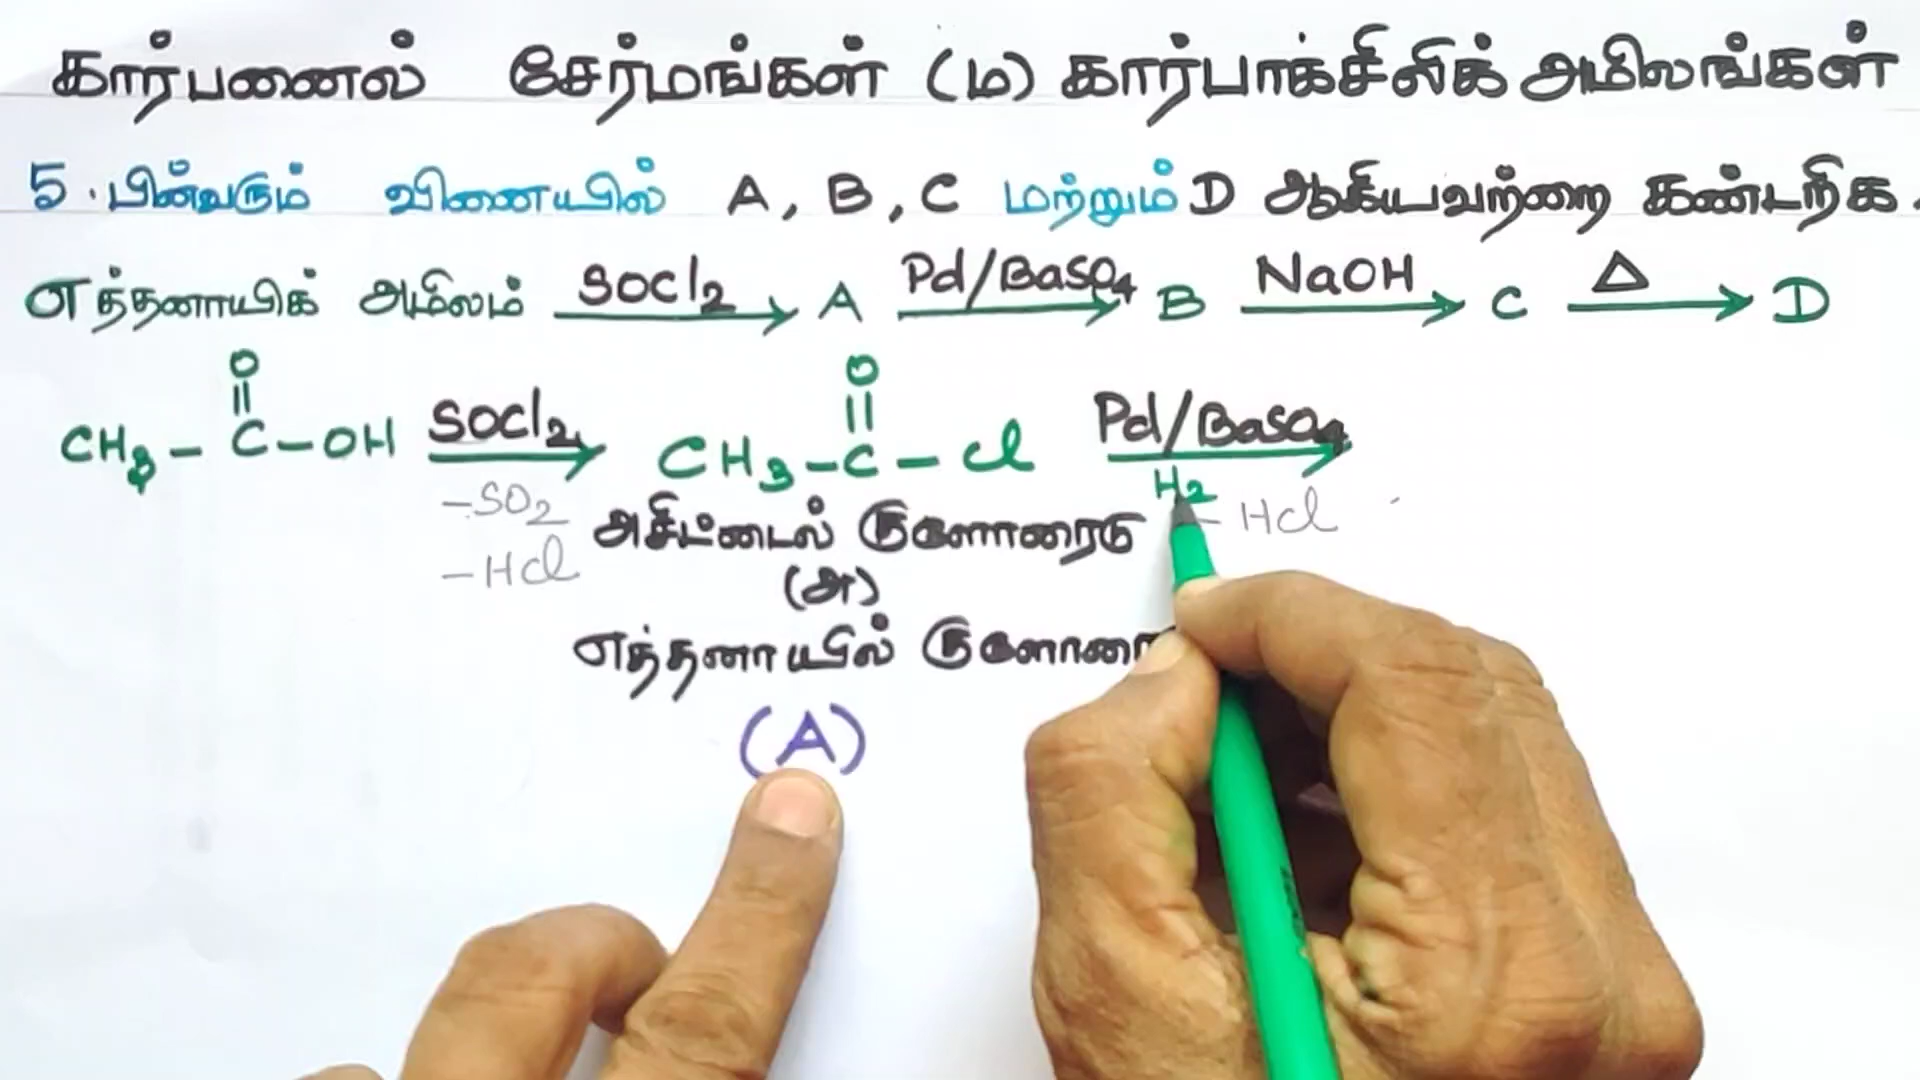 கார்பனைல் சேர்மங்கள் (ம) கார்பாக்சிலிக் அமிலங்கள்
5. பின்வரும் வினையில் A, B, C மற்றும் D ஆகியவற்றை கண்டறிக.
எத்தனாயிக் அமிலம் SOCl2 → A Pd/BaSO4 → B NaOH → C Δ → D
CH3 – C(=O) – OH SOCl2 → CH3 – C(=O) – Cl Pd/BaSO4 →
H2
– SO2 – HCl
– HCl
அசிட்டைல் குளோரைடு
(அ)
எத்தனாயில்
(A)